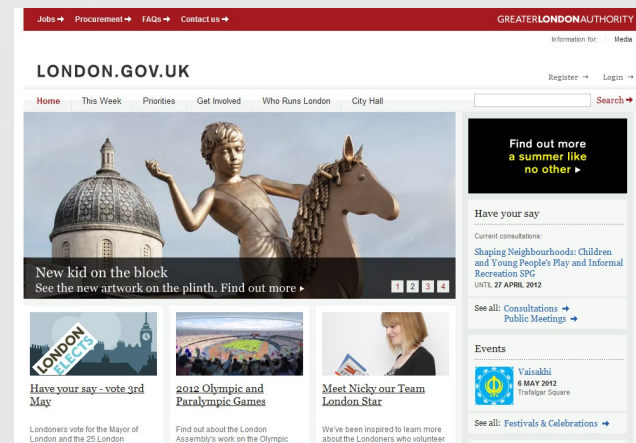 Jobs → Procurement → FAQs → Contact us →
GREATERLONDONAUTHORITY
Information for: Media
LONDON.GOV.UK
Register → Login →
Home This Week Priorities Get Involved Who Runs London City Hall
Search →
New kid on the block
See the new artwork on the plinth. Find out more ▸
1 2 3 4
Find out more
a summer like
no other ▸
Have your say
Current consultations:
Shaping Neighbourhoods: Children
and Young People's Play and Informal
Recreation SPG
UNTIL 27 APRIL 2012
See all: Consultations →
Public Meetings →
Events
Vaisakhi
6 MAY 2012
Trafalgar Square
See all: Festivals & Celebrations →
LONDON
ELECTS
Have your say - vote 3rd
May
Londoners vote for the Mayor of
London and the 25 London
2012 Olympic and
Paralympic Games
Find out about the London
Assembly's work on the Olympic
Meet Nicky our Team
London Star
We've been inspired to learn more
about the Londoners who volunteer